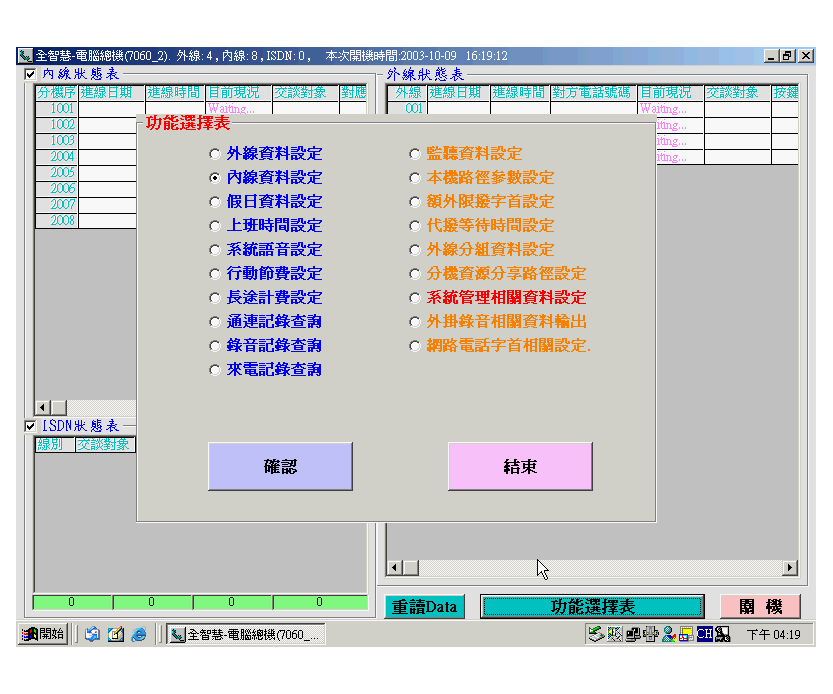 全智慧-電腦總機(7060_2). 外線: 4 , 內線: 8 , ISDN: 0 , 本次開機時間:2003-10-09 16:19:12
內線狀態表
外線狀態表
分機序 進線日期 進線時間 目前現況 交談對象 對應
外線 進線日期 進線時間 對方電話號碼 目前現況 交談對象 按鍵
1001 Waiting...
001 Waiting...
1002
1003
2004
2005
2006
2007
2008
功能選擇表
外線資料設定
監聽資料設定
內線資料設定
本機路徑參數設定
假日資料設定
額外限撥字首設定
上班時間設定
代撥等待時間設定
系統語音設定
外線分組資料設定
行動節費設定
分機資源分享路徑設定
長途計費設定
系統管理相關資料設定
通連記錄查詢
外掛錄音相關資料輸出
錄音記錄查詢
網路電話字首相關設定.
來電記錄查詢
確認
結束
ISDN狀態表
線別 交談對象
0 0 0 0
重讀Data
功能選擇表
關 機
開始
全智慧-電腦總機(7060_...
CH
下午 04:19